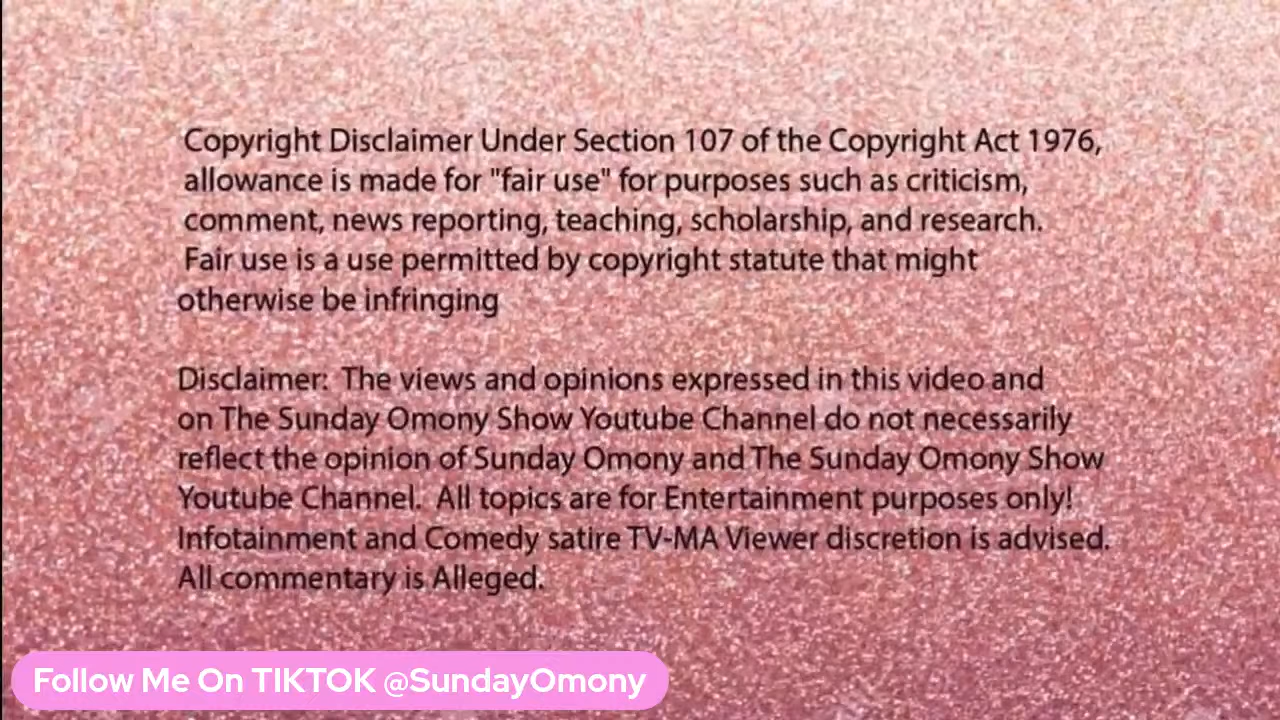 Copyright Disclaimer Under Section 107 of the Copyright Act 1976,
allowance is made for "fair use" for purposes such as criticism,
comment, news reporting, teaching, scholarship, and research.
Fair use is a use permitted by copyright statute that might
otherwise be infringing
Disclaimer: The views and opinions expressed in this video and
on The Sunday Omony Show Youtube Channel do not necessarily
reflect the opinion of Sunday Omony and The Sunday Omony Show
Youtube Channel. All topics are for Entertainment purposes only!
Infotainment and Comedy satire TV-MA Viewer discretion is advised.
All commentary is Alleged.
Follow Me On TIKTOK @SundayOmony